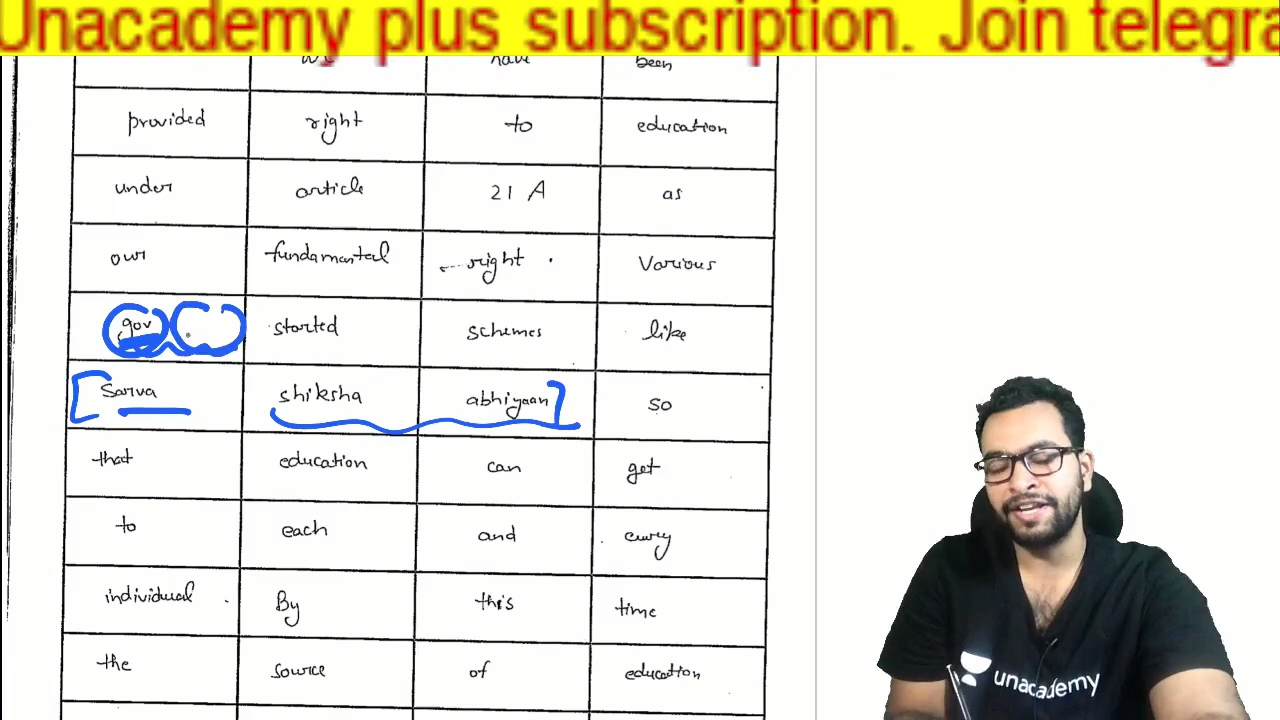 Unacademy plus subscription. Join telegra
have been
provided right to education
under article 21 A as
our fundamental right . Various
gov started schemes like
Sarva shiksha abhiyaan so
that education can get
to each and every
individual . By this time
the source of education
unacademy